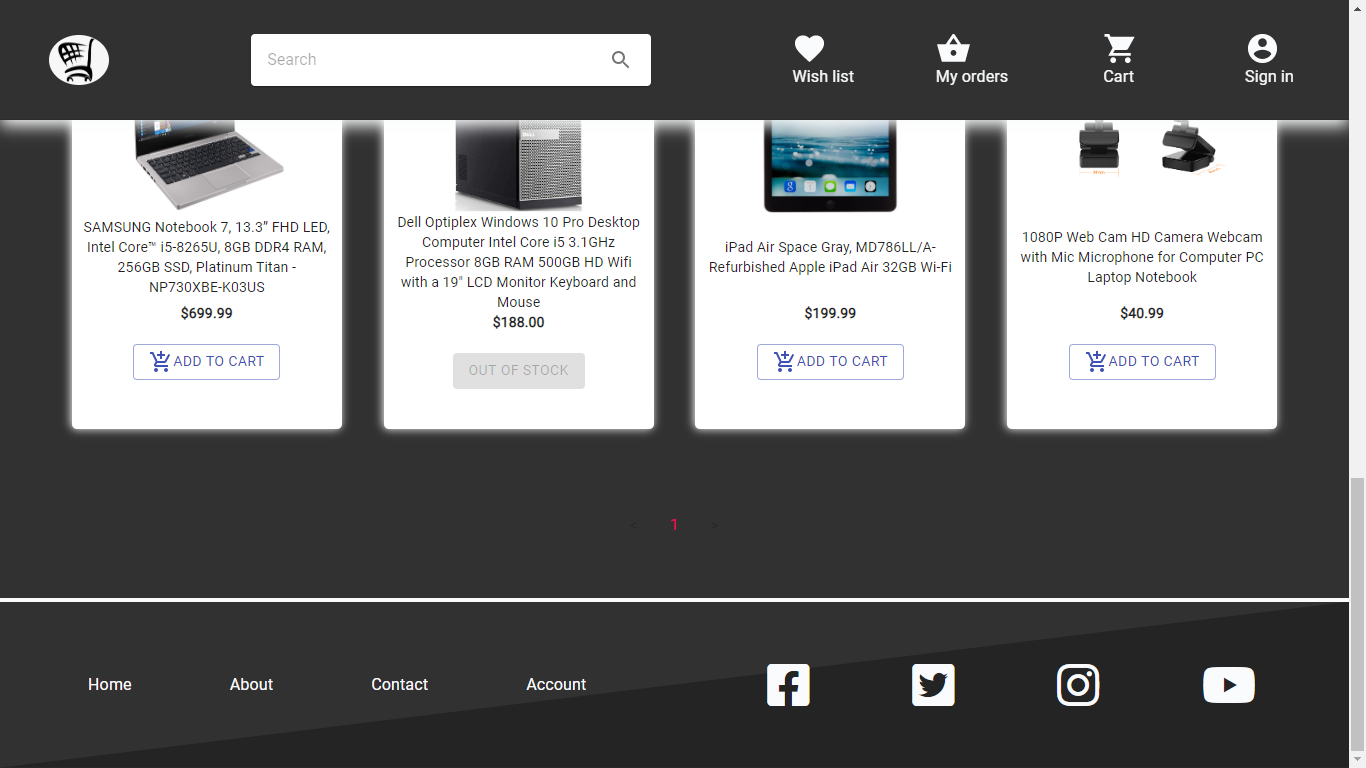 Search
Wish list
My orders
Cart
Sign in
SAMSUNG Notebook 7, 13.3” FHD LED,
Intel Core™ i5-8265U, 8GB DDR4 RAM,
256GB SSD, Platinum Titan -
NP730XBE-K03US
$699.99
ADD TO CART
DELL
Dell Optiplex Windows 10 Pro Desktop
Computer Intel Core i5 3.1GHz
Processor 8GB RAM 500GB HD Wifi
with a 19" LCD Monitor Keyboard and
Mouse
$188.00
OUT OF STOCK
iPad Air Space Gray, MD786LL/A-
Refurbished Apple iPad Air 32GB Wi-Fi
$199.99
ADD TO CART
1080P Web Cam HD Camera Webcam
with Mic Microphone for Computer PC
Laptop Notebook
$40.99
ADD TO CART
< 1 >
Home
About
Contact
Account